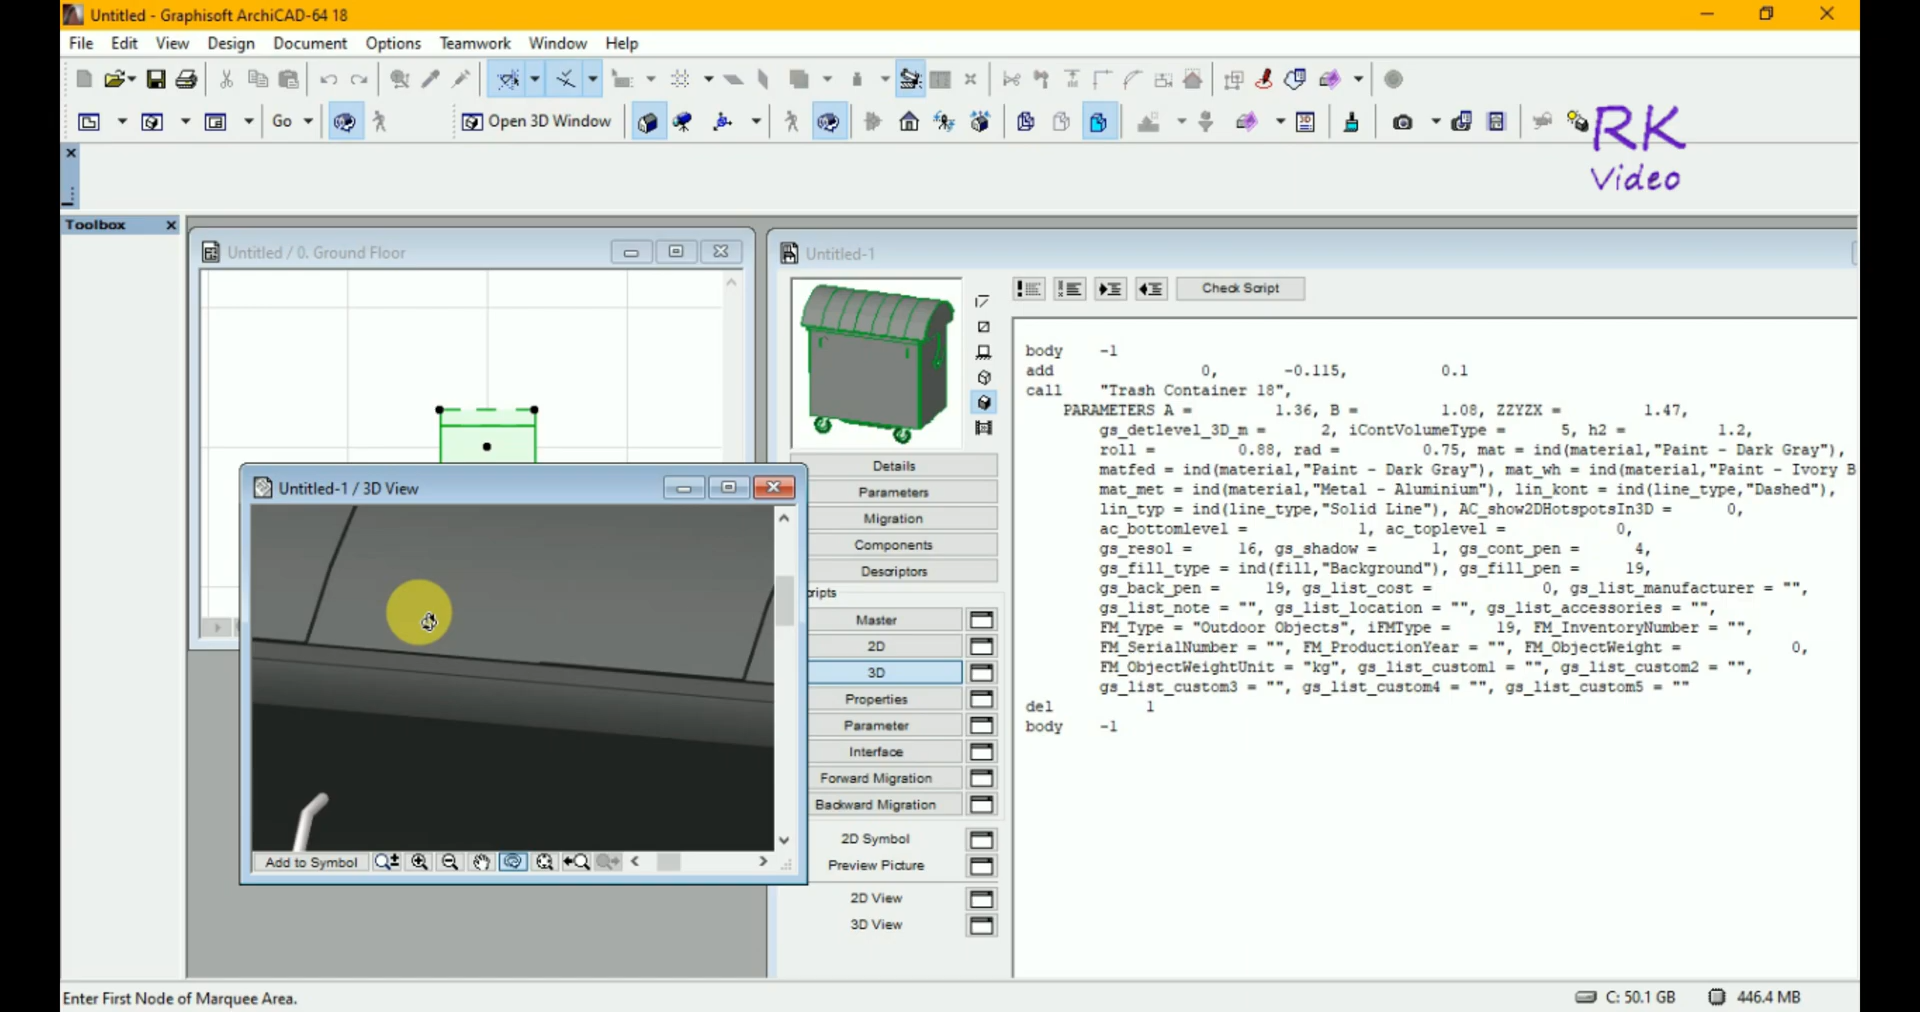 Untitled - Graphisoft ArchiCAD-64 18
File Edit View Design Document Options Teamwork Window Help
Go Open 3D Window
RK
Video
Toolbox
Untitled / 0. Ground Floor
Untitled-1
Check Script
body -1
add 0, -0.115, 0.1
call "Trash Container 18",
PARAMETERS A = 1.36, B = 1.08, ZZYZX = 1.47,
gs_detlevel_3D_m = 2, iContVolumeType = 5, h2 = 1.2,
roll = 0.88, rad = 0.75, mat = ind(material,"Paint - Dark Gray"),
matfed = ind(material,"Paint - Dark Gray"), mat_wh = ind(material,"Paint - Ivory B
mat_met = ind(material,"Metal - Aluminium"), lin_kont = ind(line_type,"Dashed"),
lin_typ = ind(line_type,"Solid Line"), AC_show2DHotspotsIn3D = 0,
ac_bottomlevel = 1, ac_toplevel = 0,
gs_resol = 16, gs_shadow = 1, gs_cont_pen = 4,
gs_fill_type = ind(fill,"Background"), gs_fill_pen = 19,
gs_back_pen = 19, gs_list_cost = 0, gs_list_manufacturer = "",
gs_list_note = "", gs_list_location = "", gs_list_accessories = "",
FM_Type = "Outdoor Objects", iFMType = 19, FM_InventoryNumber = "",
FM_SerialNumber = "", FM_ProductionYear = "", FM_ObjectWeight = 0,
FM_ObjectWeightUnit = "kg", gs_list_custom1 = "", gs_list_custom2 = "",
gs_list_custom3 = "", gs_list_custom4 = "", gs_list_custom5 = ""
del 1
body -1
Details
Parameters
Migration
Components
Descriptors
ripts
Master
2D
3D
Properties
Parameter
Interface
Forward Migration
Backward Migration
2D Symbol
Preview Picture
2D View
3D View
Untitled-1 / 3D View
Add to Symbol
Enter First Node of Marquee Area.
C: 50.1 GB 446.4 MB